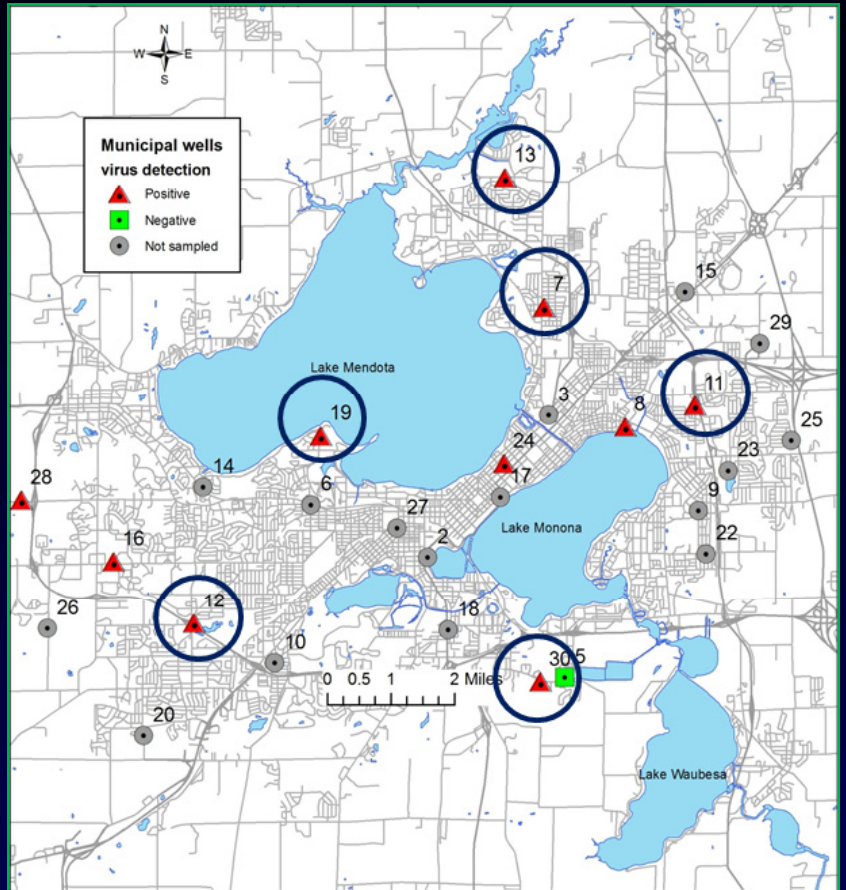 N
W E
S
Municipal wells
virus detection
Positive
Negative
Not sampled
13
15
7
29
Lake Mendota
11
3
19
8
25
24
23
14
17
28
6
9
27
Lake Monona
2
22
16
12
18
26
10
30 5
0 0.5 1 2 Miles
20
Lake Waubesa